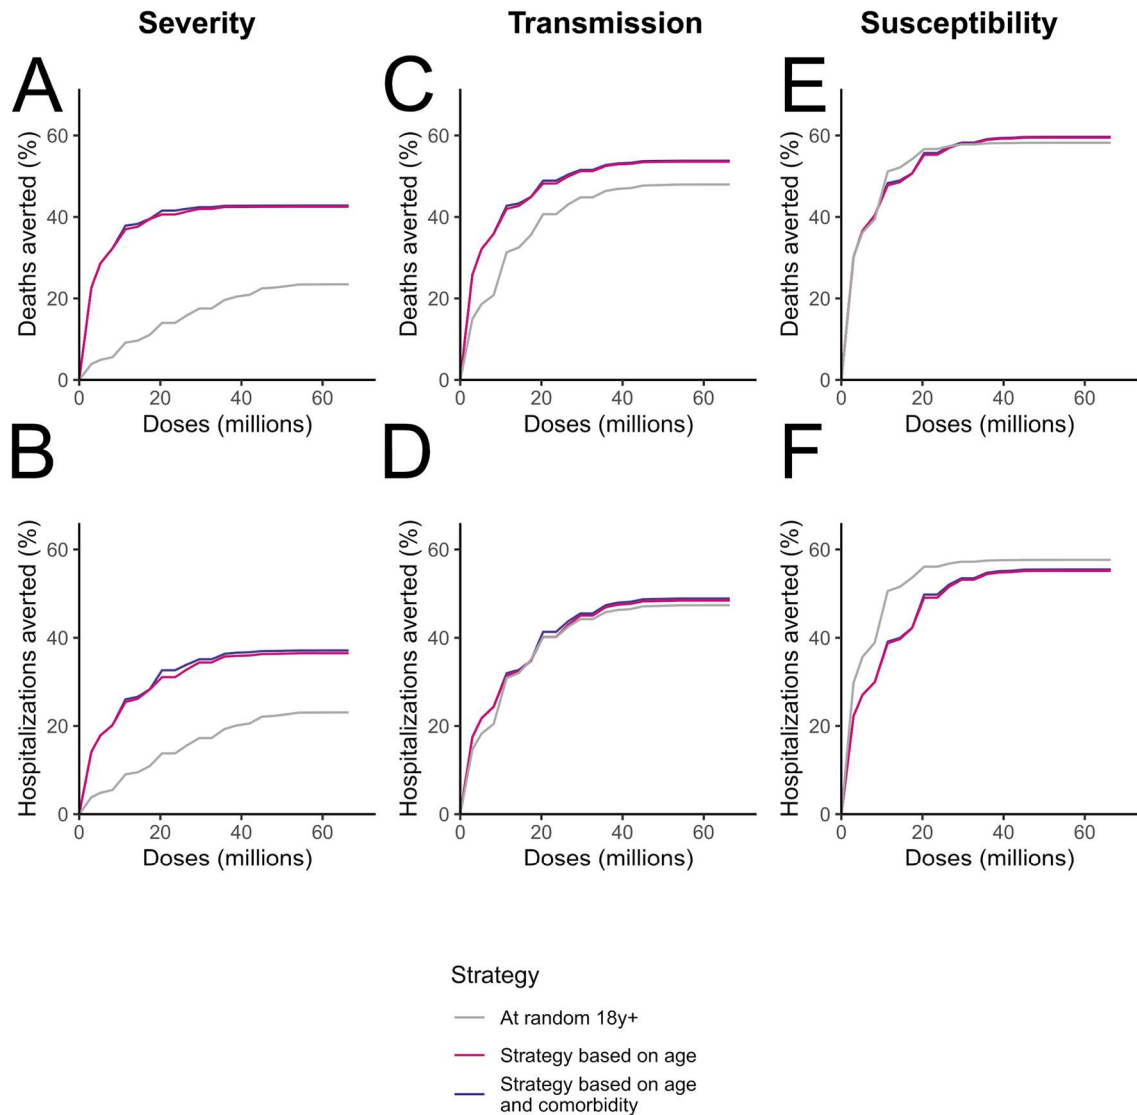 Severity
Transmission
Susceptibility
A
Deaths averted (%)
60
40
20
0
0 20 40 60
Doses (millions)
C
Deaths averted (%)
60
40
20
0
0 20 40 60
Doses (millions)
E
Deaths averted (%)
60
40
20
0
0 20 40 60
Doses (millions)
B
Hospitalizations averted (%)
60
40
20
0
0 20 40 60
Doses (millions)
D
Hospitalizations averted (%)
60
40
20
0
0 20 40 60
Doses (millions)
F
Hospitalizations averted (%)
60
40
20
0
0 20 40 60
Doses (millions)
Strategy
At random 18y+
Strategy based on age
Strategy based on age
and comorbidity